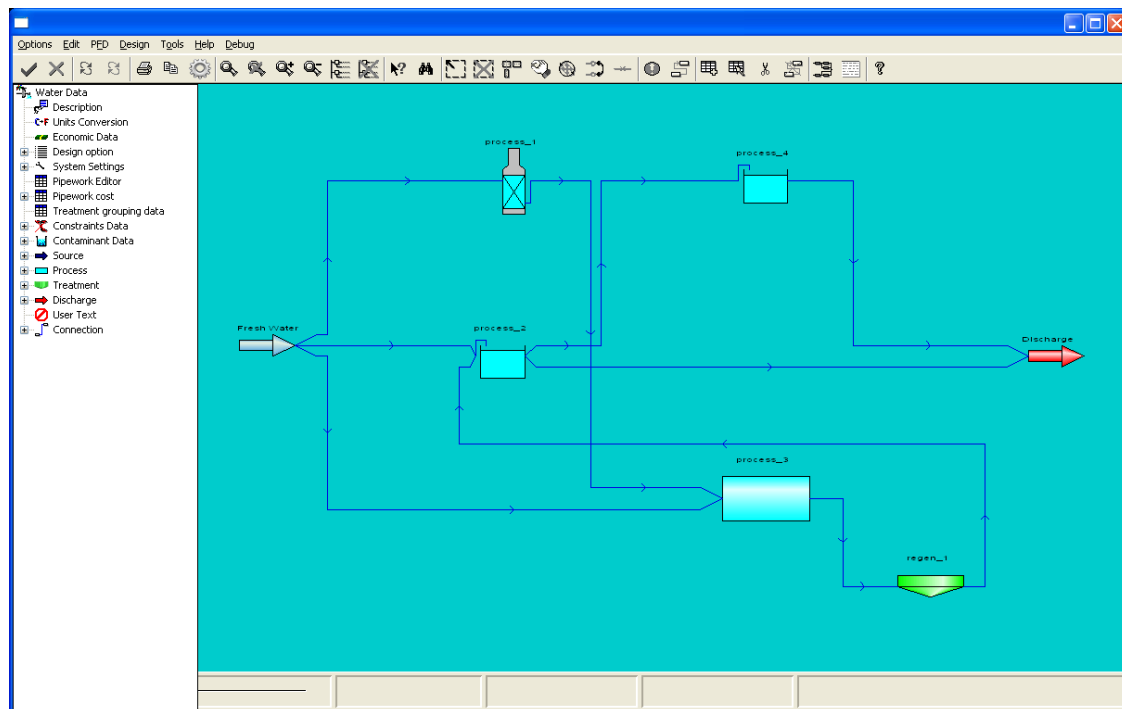 Options Edit PFD Design Tools Help Debug
Water Data
Description
C→F Units Conversion
Economic Data
Design option
System Settings
Pipework Editor
Pipework cost
Treatment grouping data
Constraints Data
Contaminant Data
Source
Process
Treatment
Discharge
User Text
Connection
process_1
process_4
Fresh Water
process_2
Discharge
process_3
regen_1